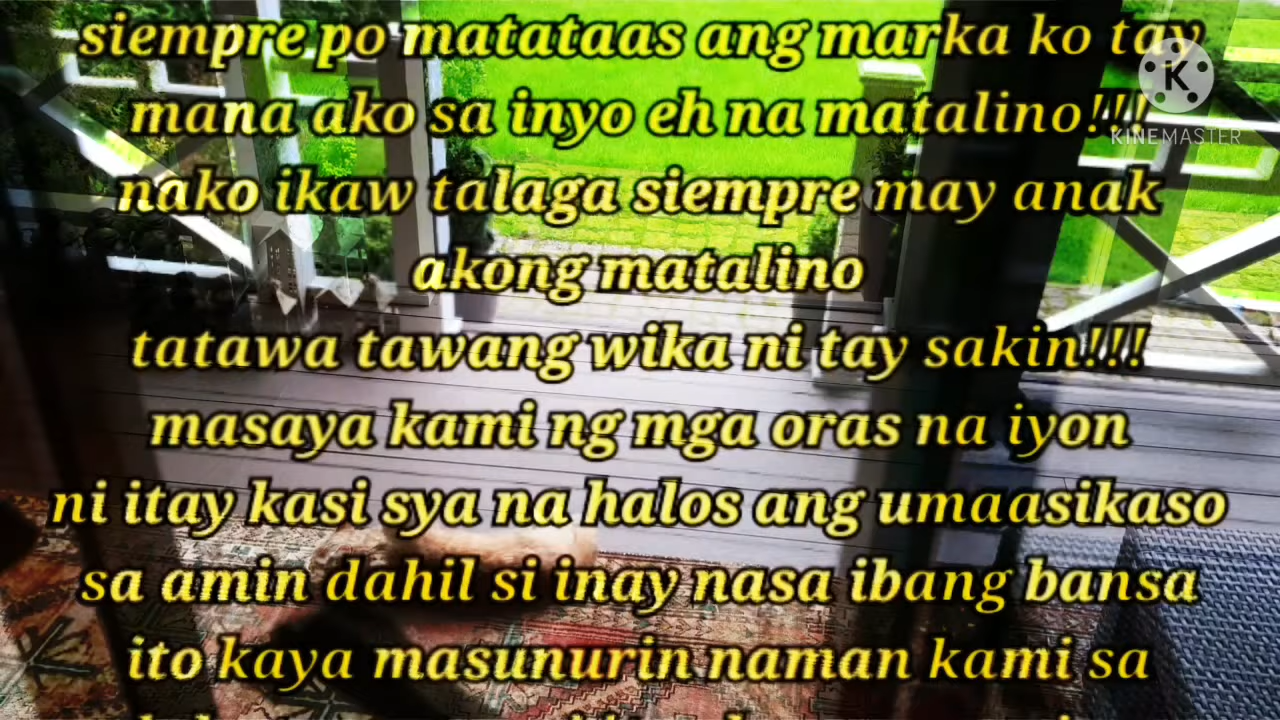 siempre po matataas ang marka ko tay
mana ako sa inyo eh na matalino!!!
nako ikaw talaga siempre may anak
akong matalino
tatawa tawang wika ni tay sakin!!!
masaya kami ng mga oras na iyon
ni itay kasi sya na halos ang umaasikaso
sa amin dahil si inay nasa ibang bansa
ito kaya masunurin naman kami sa
K
KINEMASTER